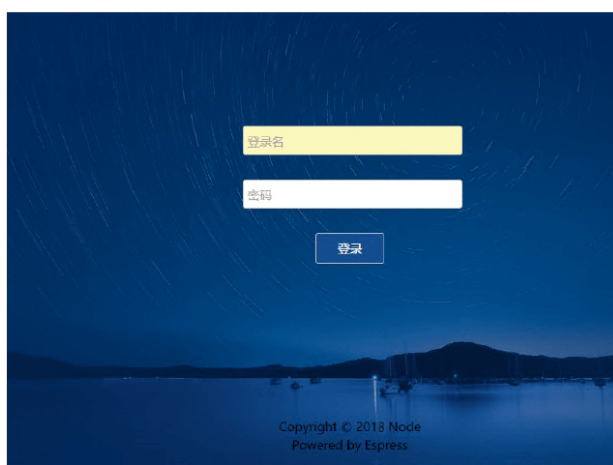 登录名
密码
登录
Copyright © 2018 Node
Powered by Espress